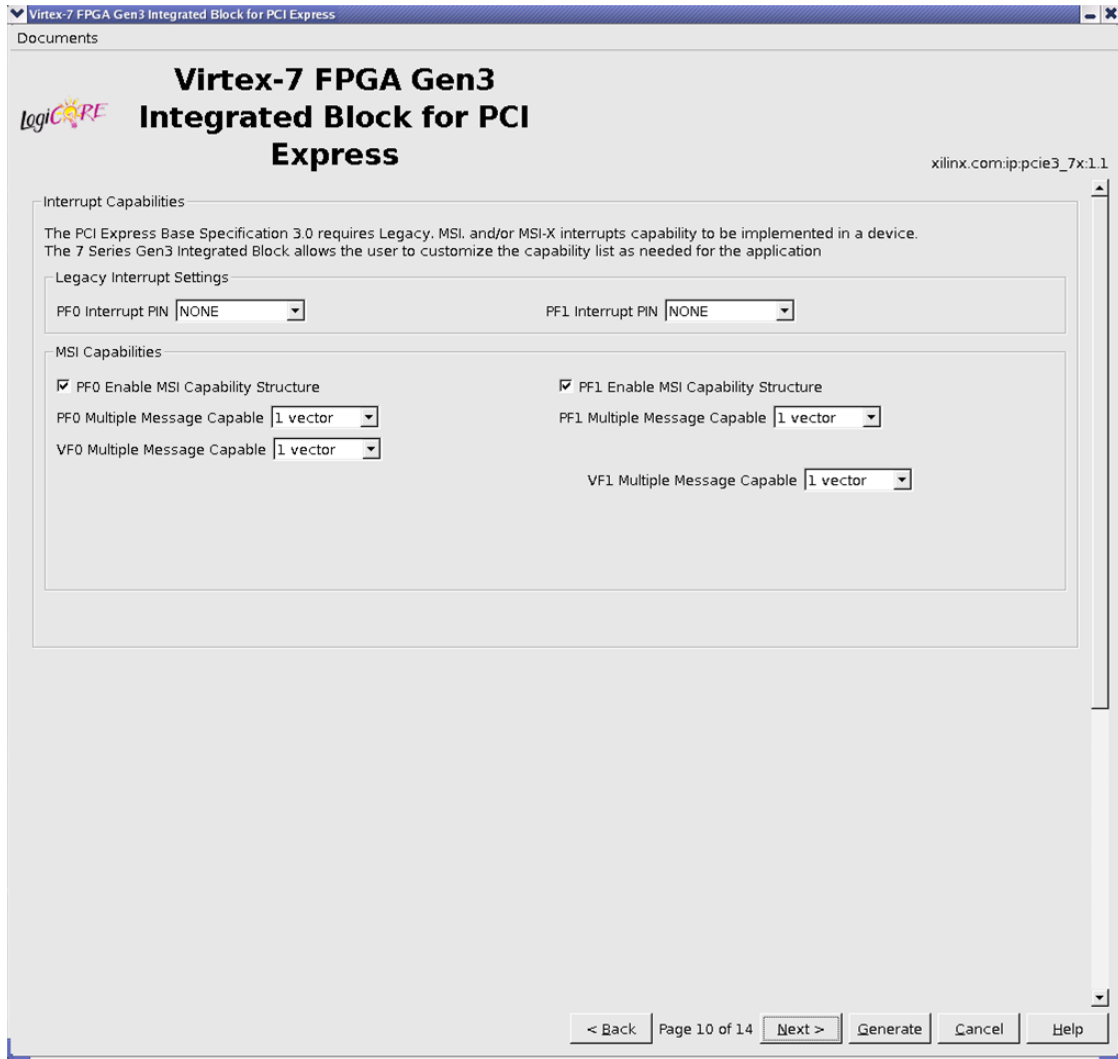 Virtex-7 FPGA Gen3 Integrated Block for PCI Express
Documents
LogiCORE
Virtex-7 FPGA Gen3
Integrated Block for PCI
Express
xilinx.com:ip:pcie3_7x:1.1
Interrupt Capabilities
The PCI Express Base Specification 3.0 requires Legacy. MSI. and/or MSI-X interrupts capability to be implemented in a device.
The 7 Series Gen3 Integrated Block allows the user to customize the capability list as needed for the application
Legacy Interrupt Settings
PF0 Interrupt PIN NONE PF1 Interrupt PIN NONE
MSI Capabilities
PF0 Enable MSI Capability Structure PF1 Enable MSI Capability Structure
PF0 Multiple Message Capable 1 vector PF1 Multiple Message Capable 1 vector
VF0 Multiple Message Capable 1 vector
VF1 Multiple Message Capable 1 vector
< Back Page 10 of 14 Next > Generate Cancel Help